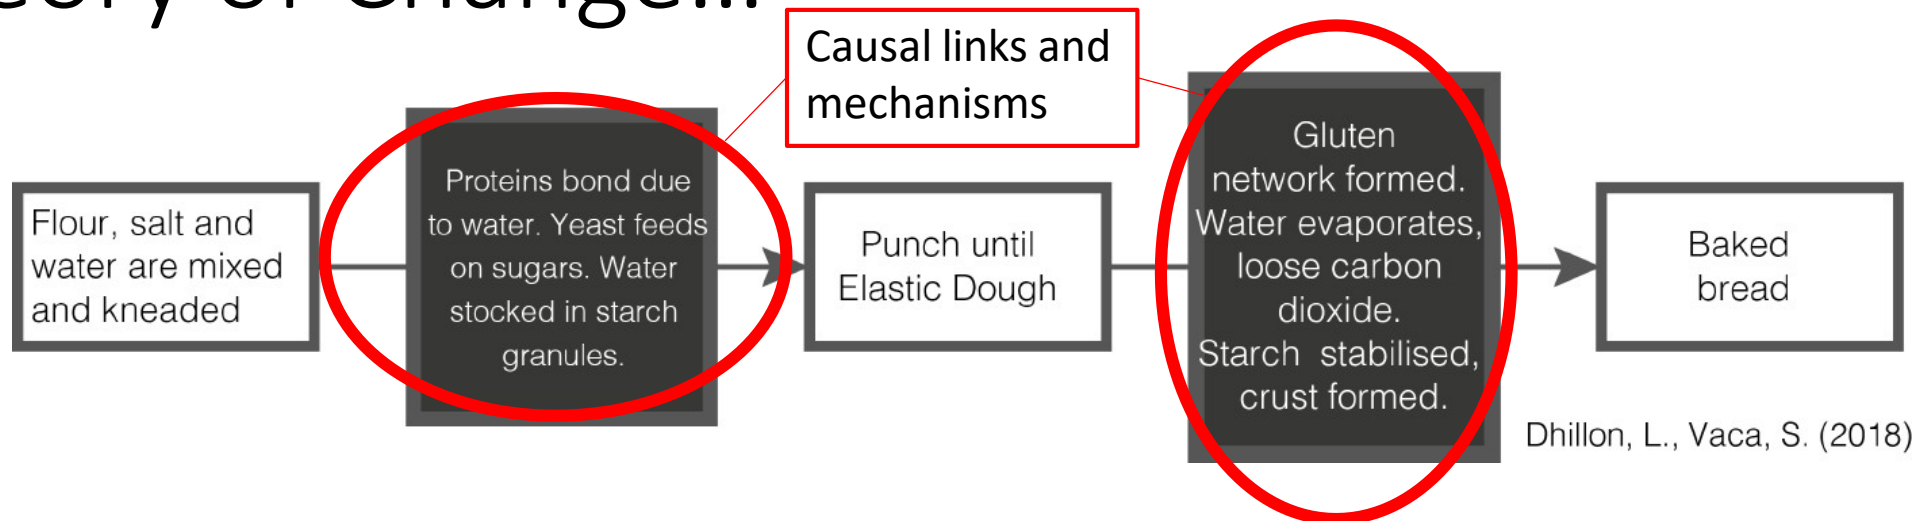 Change...
Causal links and
mechanisms
Flour, salt and
water are mixed
and kneaded
Proteins bond due
to water. Yeast feeds
on sugars. Water
stocked in starch
granules.
Punch until
Elastic Dough
Gluten
network formed.
Water evaporates,
loose carbon
dioxide.
Starch stabilised,
crust formed.
Baked
bread
Dhillon, L., Vaca, S. (2018)